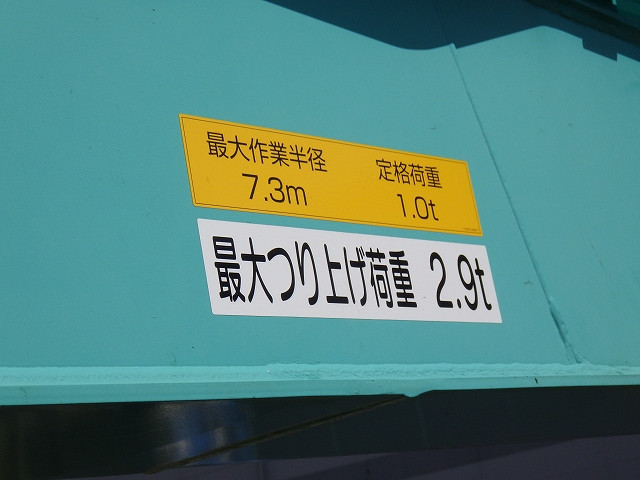 最大作業半径 定格荷重
7.3m 1.0t
最大つり上げ荷重 2.9t